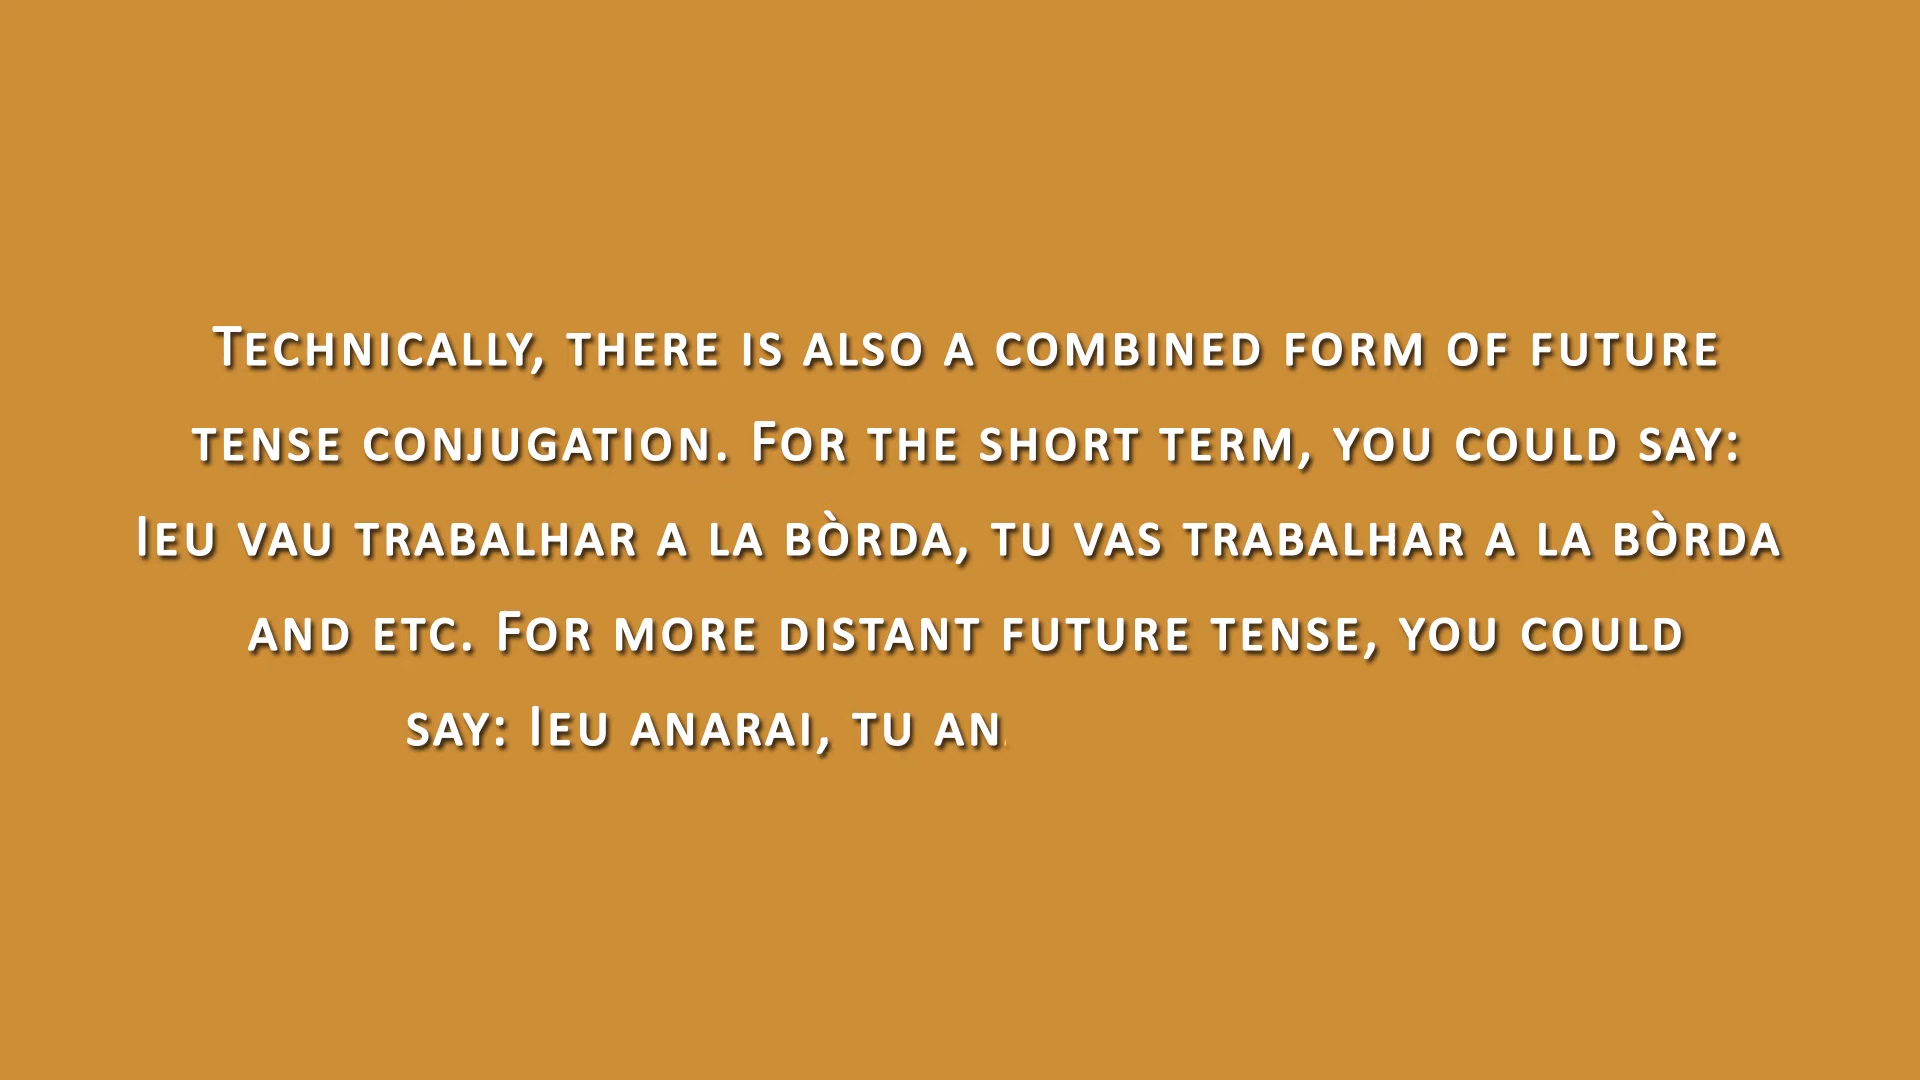 Technically, there is also a combined form of future
tense conjugation. For the short term, you could say:
Ieu vau trabalhar a la bòrda, tu vas trabalhar a la bòrda
and etc. For more distant future tense, you could
say: Ieu anarai, tu an